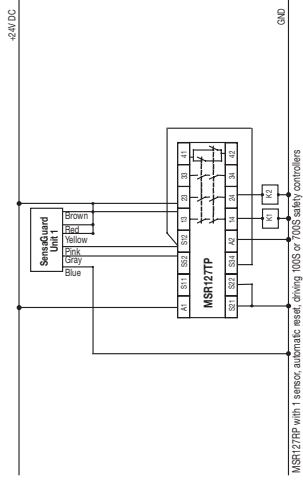 +24V DC
SensaGuard
Unit 1
Brown
Red
Yellow
Pink
Gray
Blue
A1 S11 S52 S12 13 23 33 41
MSR127TP
S21 S22 S34 A2 14 24 34 42
K1 K2
GND
MSR127RP with 1 sensor, automatic reset, driving 100S or 700S safety controllers